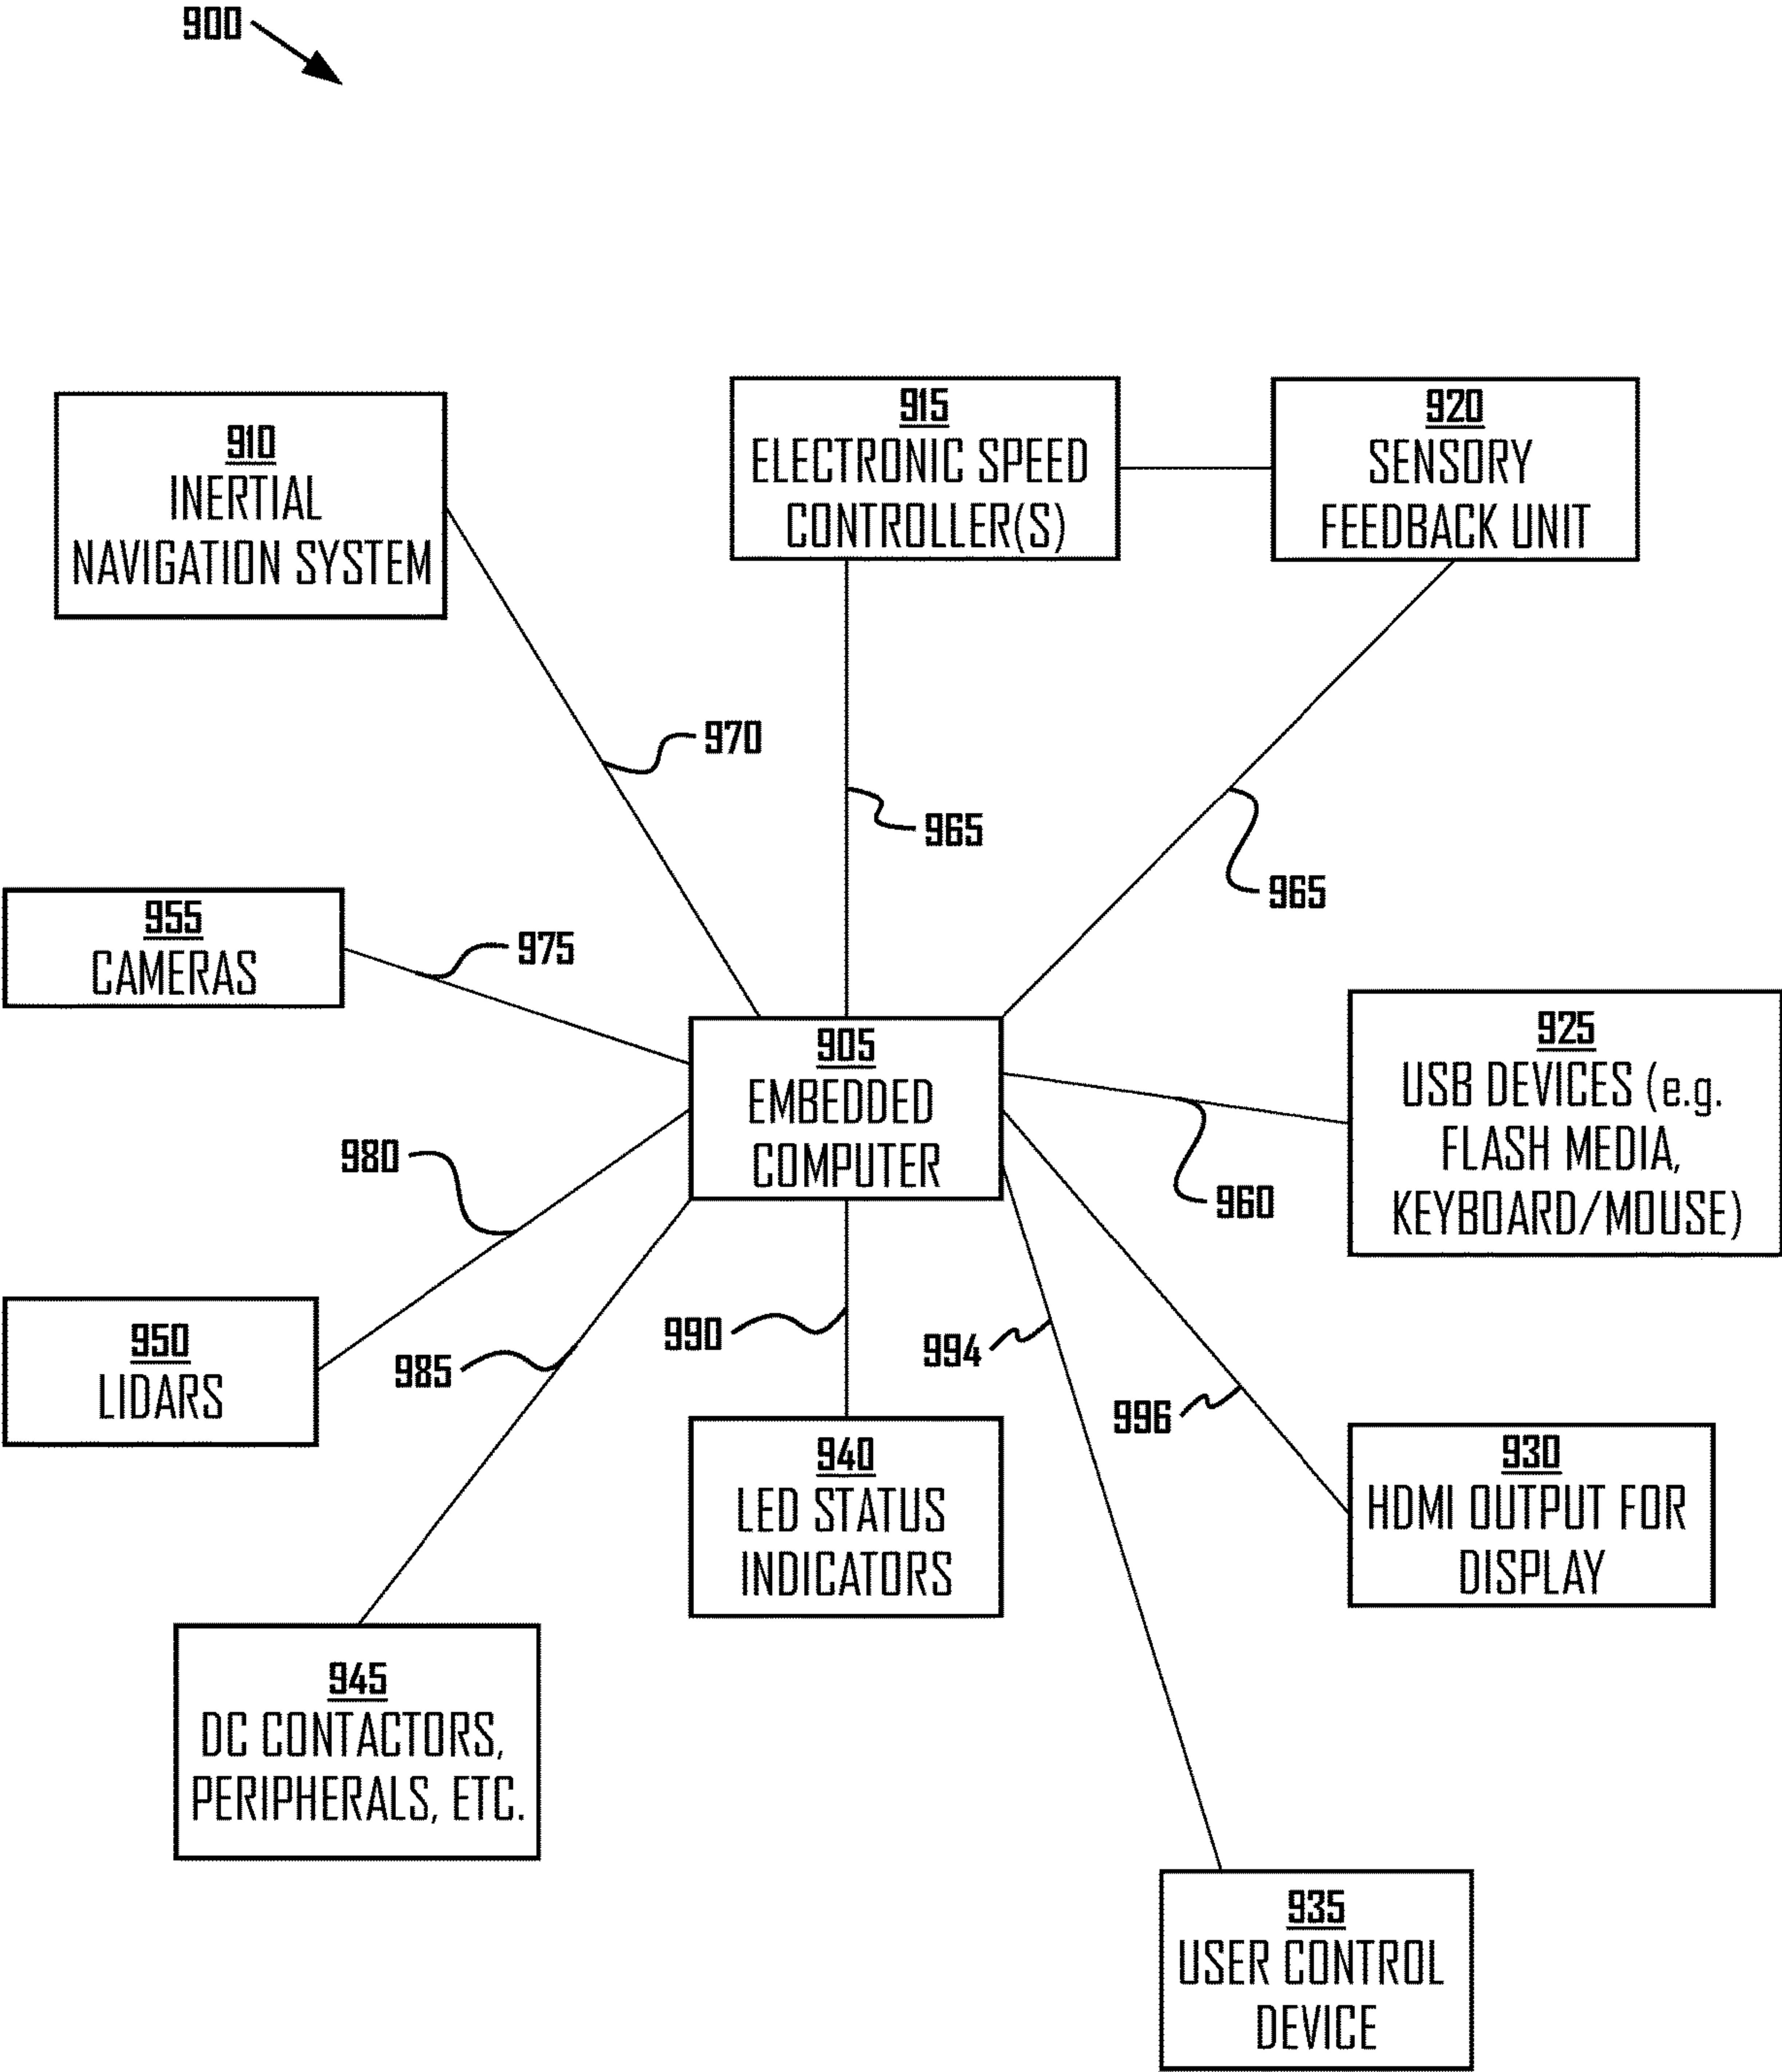 900
910
INERTIAL
NAVIGATION SYSTEM
915
ELECTRONIC SPEED
CONTROLLER(S)
920
SENSORY
FEEDBACK UNIT
970
965
965
955
CAMERAS
975
905
EMBEDDED
COMPUTER
925
USB DEVICES (e.g.
FLASH MEDIA,
KEYBOARD/MOUSE)
980
960
950
LIDARS
985
990
994
996
940
LED STATUS
INDICATORS
930
HDMI OUTPUT FOR
DISPLAY
945
DC CONTACTORS,
PERIPHERALS, ETC.
935
USER CONTROL
DEVICE